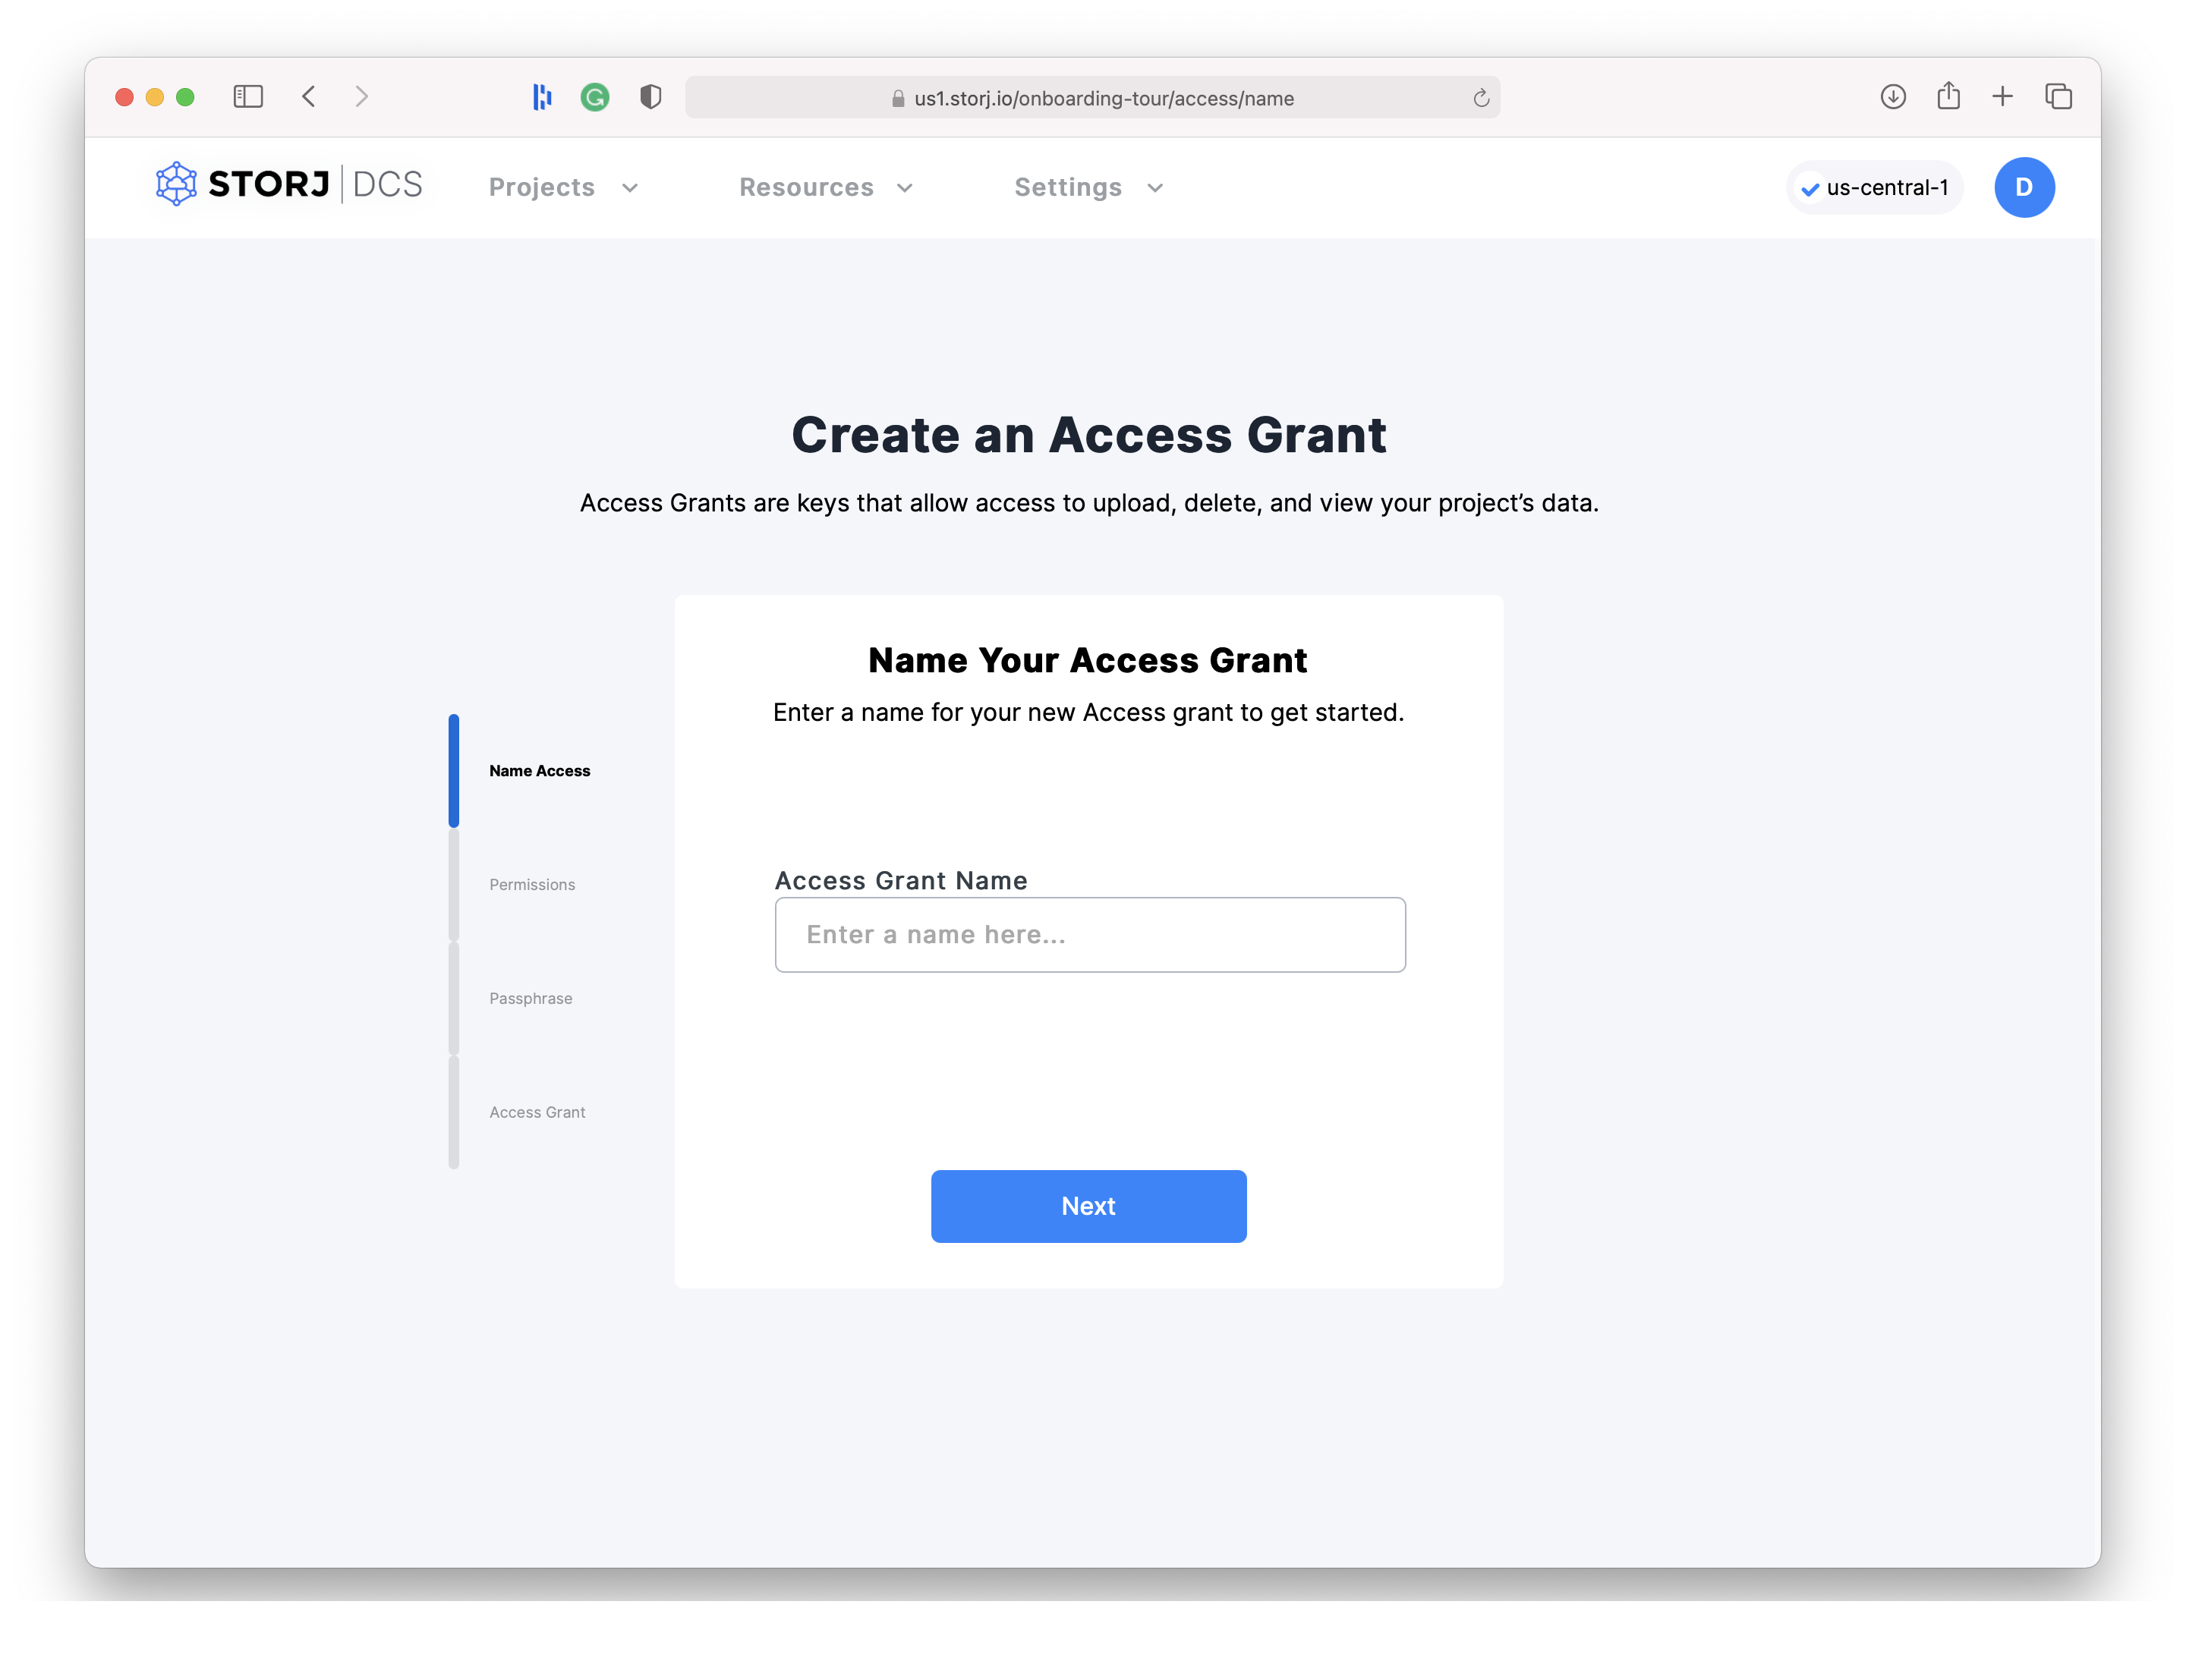 us1.storj.io/onboarding-tour/access/name
STORJ DCS
Projects
Resources
Settings
us-central-1
D
Create an Access Grant
Access Grants are keys that allow access to upload, delete, and view your project’s data.
Name Your Access Grant
Enter a name for your new Access grant to get started.
Name Access
Permissions
Passphrase
Access Grant
Access Grant Name
Enter a name here...
Next